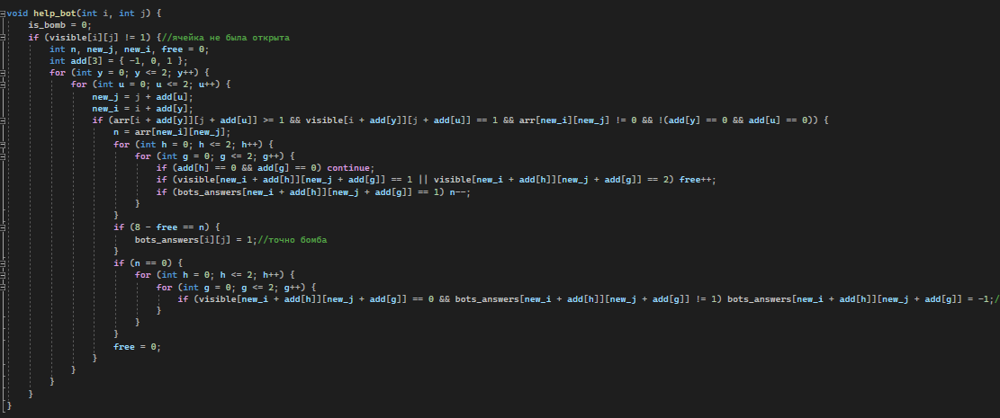 void help_bot(int i, int j) {
is_bomb = 0;
if (visible[i][j] != 1) {//ячейка не была открыта
int n, new_j, new_i, free = 0;
int add[3] = { -1, 0, 1 };
for (int y = 0; y <= 2; y++) {
for (int u = 0; u <= 2; u++) {
new_j = j + add[u];
new_i = i + add[y];
if (arr[i + add[y]][j + add[u]] >= 1 && visible[i + add[y]][j + add[u]] == 1 && arr[new_i][new_j] != 0 && !(add[y] == 0 && add[u] == 0)) {
n = arr[new_i][new_j];
for (int h = 0; h <= 2; h++) {
for (int g = 0; g <= 2; g++) {
if (add[h] == 0 && add[g] == 0) continue;
if (visible[new_i + add[h]][new_j + add[g]] == 1 || visible[new_i + add[h]][new_j + add[g]] == 2) free++;
if (bots_answers[new_i + add[h]][new_j + add[g]] == 1) n--;
}
}
if (8 - free == n) {
bots_answers[i][j] = 1;//точно бомба
}
if (n == 0) {
for (int h = 0; h <= 2; h++) {
for (int g = 0; g <= 2; g++) {
if (visible[new_i + add[h]][new_j + add[g]] == 0 && bots_answers[new_i + add[h]][new_j + add[g]] != 1) bots_answers[new_i + add[h]][new_j + add[g]] = -1;/
}
}
}
free = 0;
}
}
}
}
}